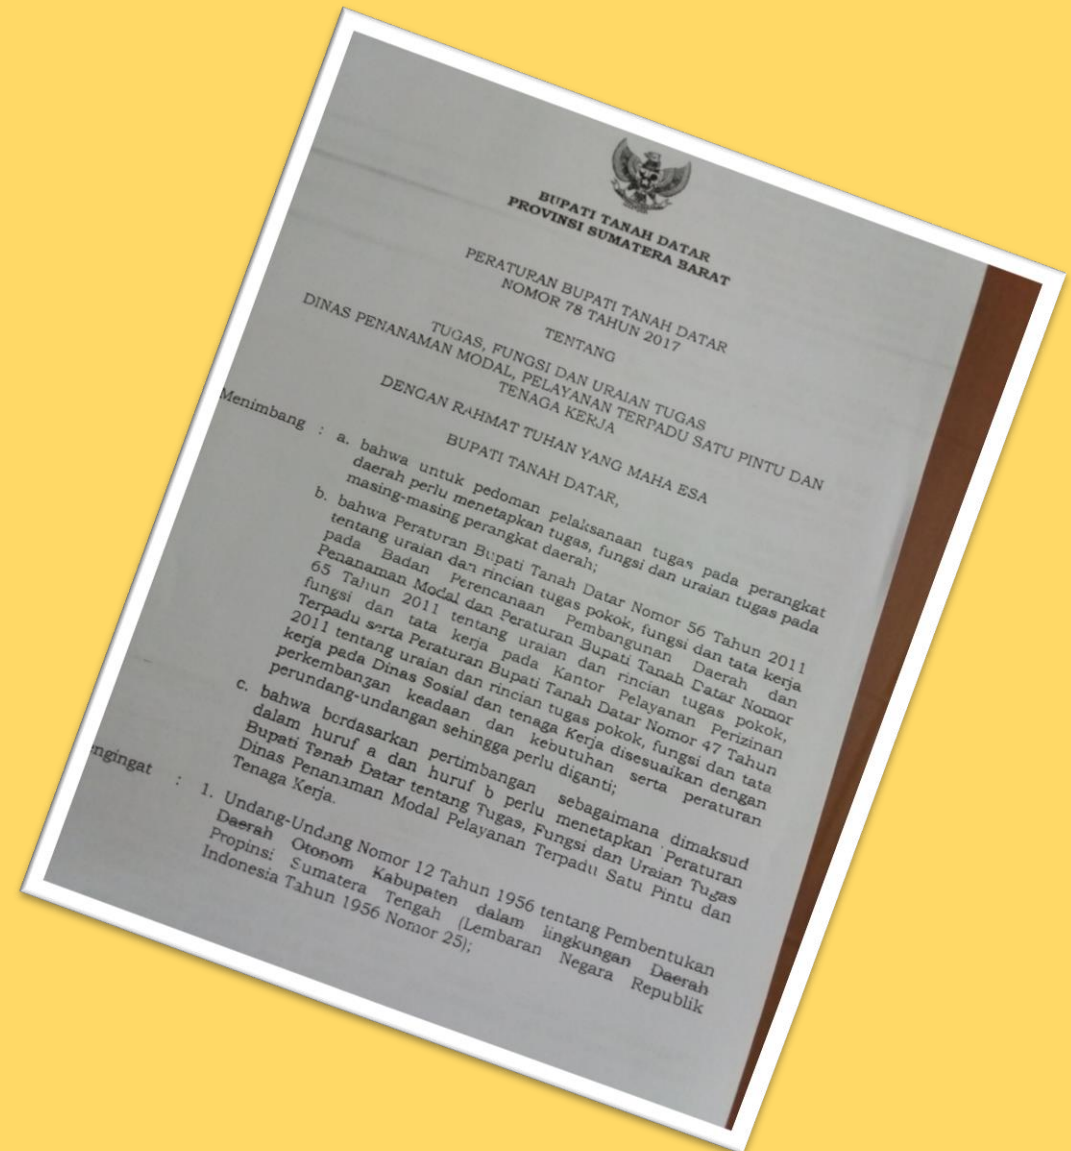 BUPATI TANAH DATAR
PROVINSI SUMATERA BARAT
PERATURAN BUPATI TANAH DATAR
NOMOR 78 TAHUN 2017
TENTANG
TUGAS, FUNGSI DAN URAIAN TUGAS
DINAS PENANAMAN MODAL, PELAYANAN TERPADU SATU PINTU DAN
TENAGA KERJA
DENGAN RAHMAT TUHAN YANG MAHA ESA
BUPATI TANAH DATAR,
Menimbang : a. bahwa untuk pedoman pelaksanaan tugas pada perangkat
daerah perlu menetapkan tugas, fungsi dan uraian tugas pada
masing-masing perangkat daerah;
b. bahwa Peraturan Bupati Tanah Datar Nomor 56 Tahun 2011
tentang uraian dan rincian tugas pokok, fungsi dan tata kerja
pada Badan Perencanaan Pembangunan Daerah dan
Penanaman Modal dan Peraturan Bupati Tanah Datar Nomor
65 Tahun 2011 tentang uraian dan rincian tugas pokok,
fungsi dan tata kerja pada Kantor Pelayanan Perizinan
Terpadu serta Peraturan Bupati Tanah Datar Nomor 47 Tahun
2011 tentang uraian dan rincian tugas pokok, fungsi dan tata
kerja pada Dinas Sosial dan tenaga Kerja disesuaikan dengan
perkembangan keadaan dan kebutuhan serta peraturan
perundang-undangan sehingga perlu diganti;
c. bahwa bordasarkan pertimbangan sebagaimana dimaksud
dalam huruf a dan huruf b perlu menetapkan Peraturan
Bupati Tanah Datar tentang Tugas, Fungsi dan Uraian Tugas
Dinas Penanaman Modal Pelayanan Terpadu Satu Pintu dan
Tenaga Kerja.
engingat : 1. Undang-Undang Nomor 12 Tahun 1956 tentang Pembentukan
Daerah Otonom Kabupaten dalam lingkungan Daerah
Propinsi Sumatera Tengah (Lembaran Negara Republik
Indonesia Tahun 1956 Nomor 25);